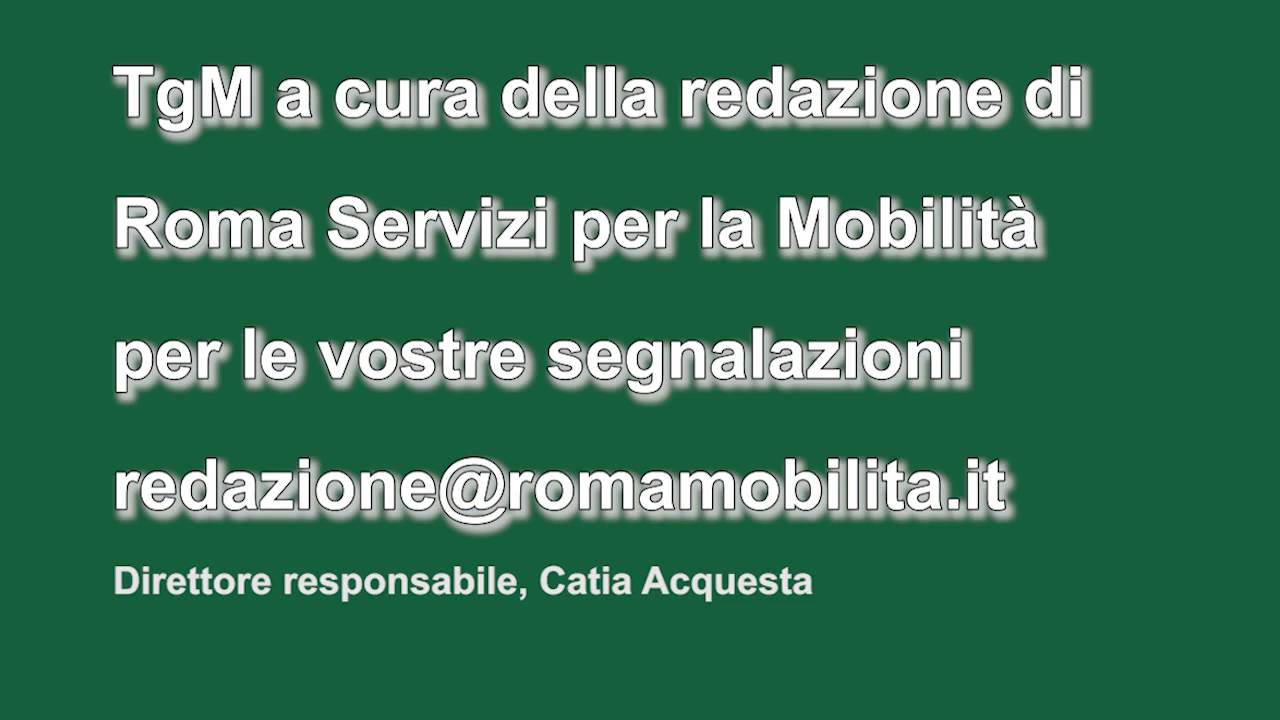 TgM a cura della redazione di
Roma Servizi per la Mobilità
per le vostre segnalazioni
redazione@romamobilita.it
Direttore responsabile, Catia Acquesta